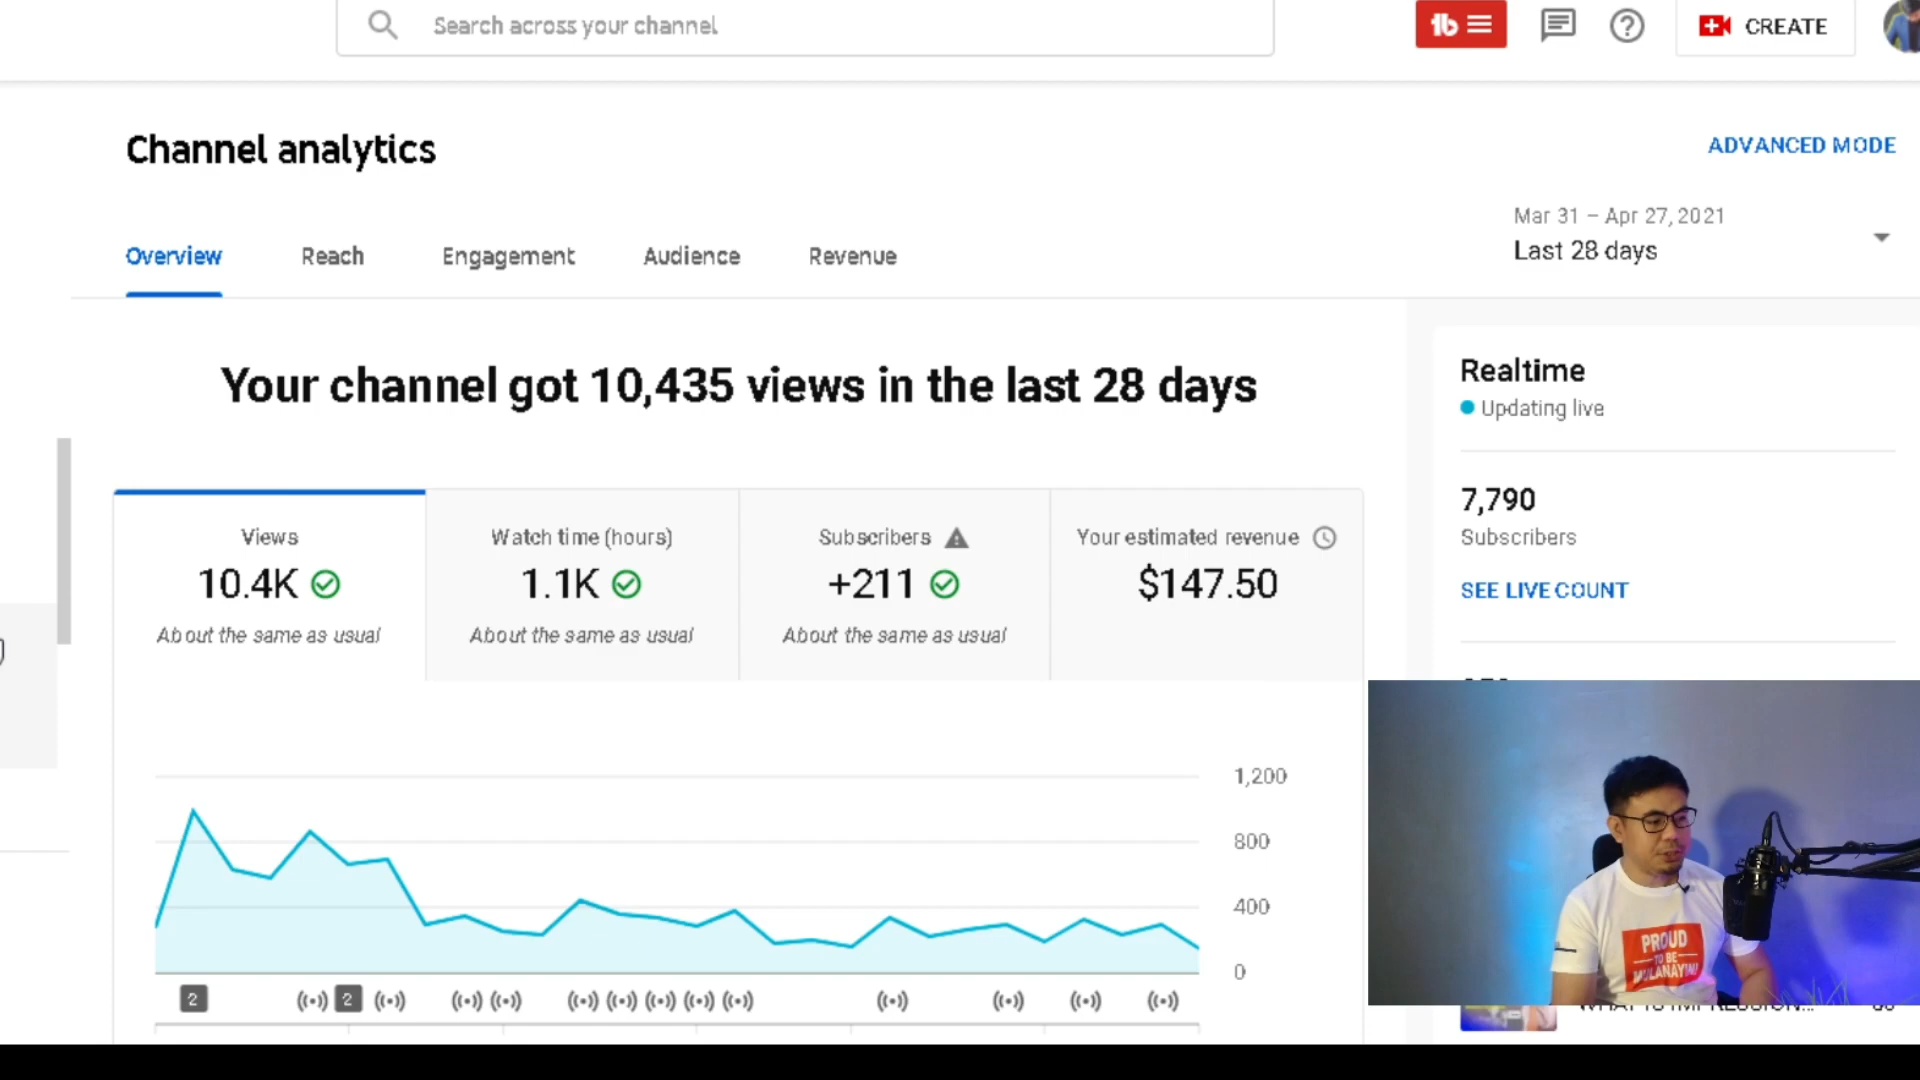 Search across your channel
CREATE
Channel analytics
ADVANCED MODE
Mar 31 – Apr 27, 2021
Last 28 days
Overview
Reach
Engagement
Audience
Revenue
Your channel got 10,435 views in the last 28 days
Realtime
Updating live
7,790
Subscribers
SEE LIVE COUNT
Views
10.4K
About the same as usual
Watch time (hours)
1.1K
About the same as usual
Subscribers
+211
About the same as usual
Your estimated revenue
$147.50
1,200
800
400
0
2
2
PROUD
TO BE
MULANAYIN